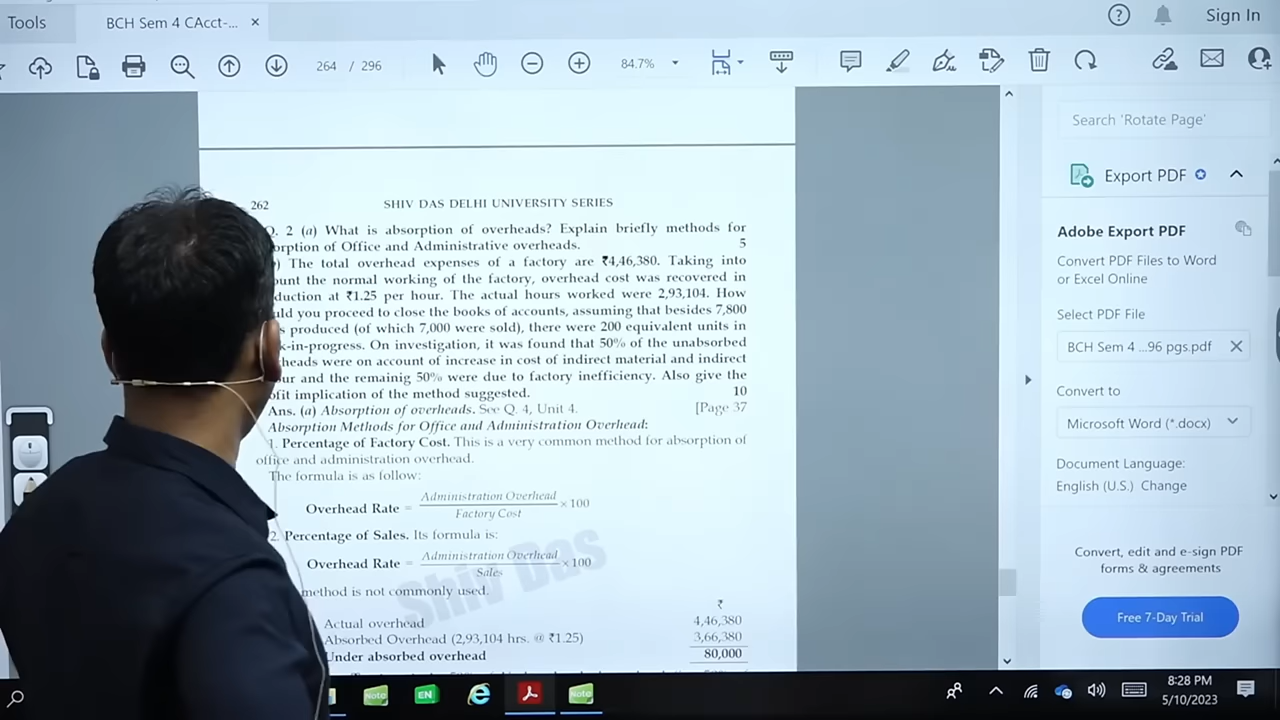 Tools
BCH Sem 4 CAcct-... ×
? Sign In
264 / 296
84.7%
Search 'Rotate Page'
Export PDF
Adobe Export PDF
Convert PDF Files to Word
or Excel Online
Select PDF File
BCH Sem 4 ...96 pgs.pdf
Convert to
Microsoft Word (*.docx)
Document Language:
English (U.S.) Change
Convert, edit and e-sign PDF
forms & agreements
Free 7-Day Trial
262 SHIV DAS DELHI UNIVERSITY SERIES
Q. 2 (a) What is absorption of overheads? Explain briefly methods for
orption of Office and Administrative overheads. 5
) The total overhead expenses of a factory are ₹4,46,380. Taking into
unt the normal working of the factory, overhead cost was recovered in
duction at ₹1.25 per hour. The actual hours worked were 2,93,104. How
ld you proceed to close the books of accounts, assuming that besides 7,800
s produced (of which 7,000 were sold), there were 200 equivalent units in
k-in-progress. On investigation, it was found that 50% of the unabsorbed
heads were on account of increase in cost of indirect material and indirect
ur and the remainig 50% were due to factory inefficiency. Also give the
ofit implication of the method suggested. 10
Ans. (a) Absorption of overheads. See Q. 4, Unit 4. [Page 37
Absorption Methods for Office and Administration Overhead:
1. Percentage of Factory Cost. This is a very common method for absorption of
office and administration overhead.
The formula is as follow:
Overhead Rate = Administration Overhead / Factory Cost × 100
2. Percentage of Sales. Its formula is:
Overhead Rate = Administration Overhead / Sales × 100
method is not commonly used.
₹
Actual overhead 4,46,380
Absorbed Overhead (2,93,104 hrs. @ ₹1.25) 3,66,380
Under absorbed overhead 80,000
Shiv Das
Note EN Note
8:28 PM
5/10/2023